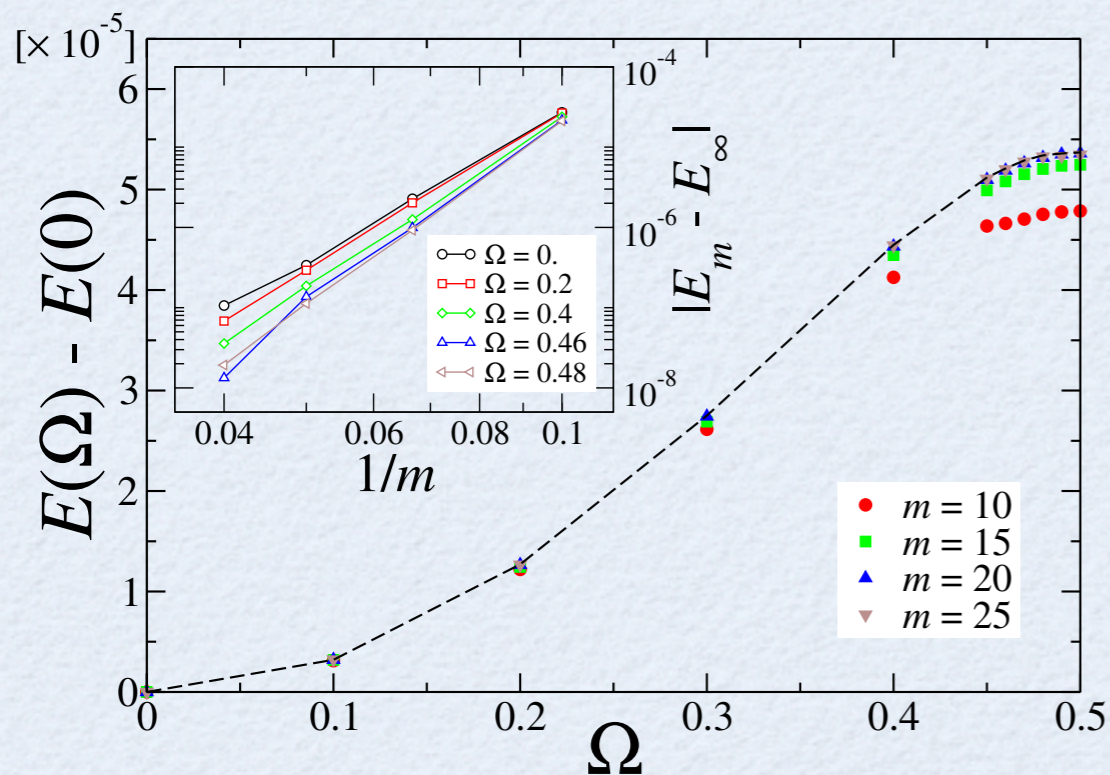 [× 10⁻⁵]
E(Ω) - E(0)
6
5
4
3
2
1
0
0
0.1
0.2
0.3
0.4
0.5
Ω
10⁻⁴
10⁻⁶
10⁻⁸
|E_m - E_∞|
0.04
0.06
0.08
0.1
1/m
Ω = 0.
Ω = 0.2
Ω = 0.4
Ω = 0.46
Ω = 0.48
m = 10
m = 15
m = 20
m = 25